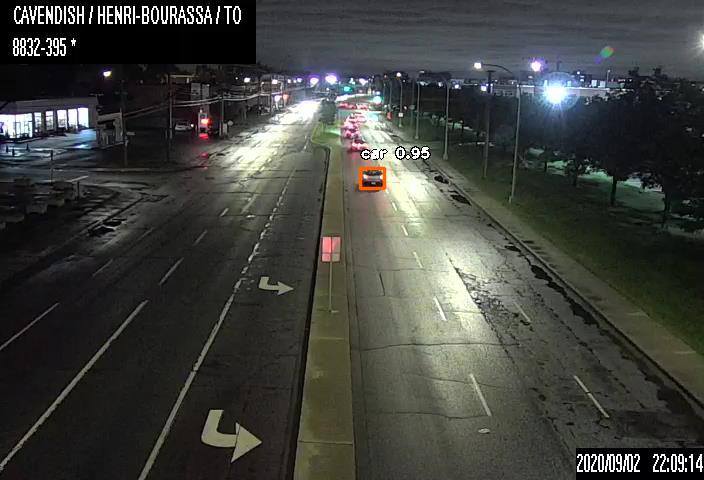 CAVENDISH / HENRI-BOURASSA / TO
8832-395 *
car 0.95
2020/09/02 22:09:14